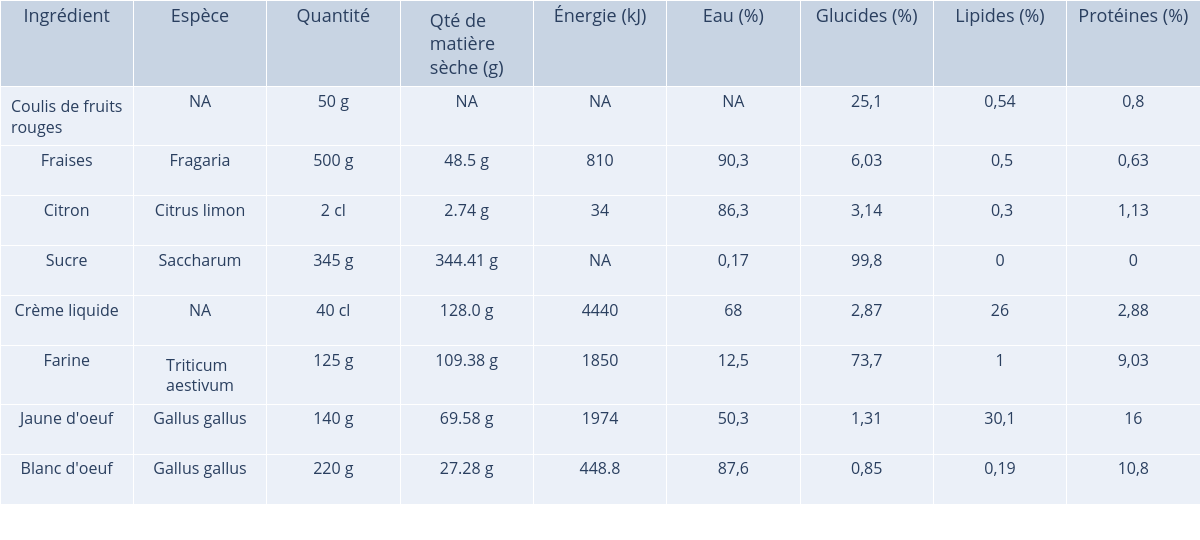 Ingrédient Espèce Quantité Qté de matière sèche (g) Énergie (kJ) Eau (%) Glucides (%) Lipides (%) Protéines (%)
Coulis de fruits rouges NA 50 g NA NA NA 25,1 0,54 0,8
Fraises Fragaria 500 g 48.5 g 810 90,3 6,03 0,5 0,63
Citron Citrus limon 2 cl 2.74 g 34 86,3 3,14 0,3 1,13
Sucre Saccharum 345 g 344.41 g NA 0,17 99,8 0 0
Crème liquide NA 40 cl 128.0 g 4440 68 2,87 26 2,88
Farine Triticum aestivum 125 g 109.38 g 1850 12,5 73,7 1 9,03
Jaune d'oeuf Gallus gallus 140 g 69.58 g 1974 50,3 1,31 30,1 16
Blanc d'oeuf Gallus gallus 220 g 27.28 g 448.8 87,6 0,85 0,19 10,8